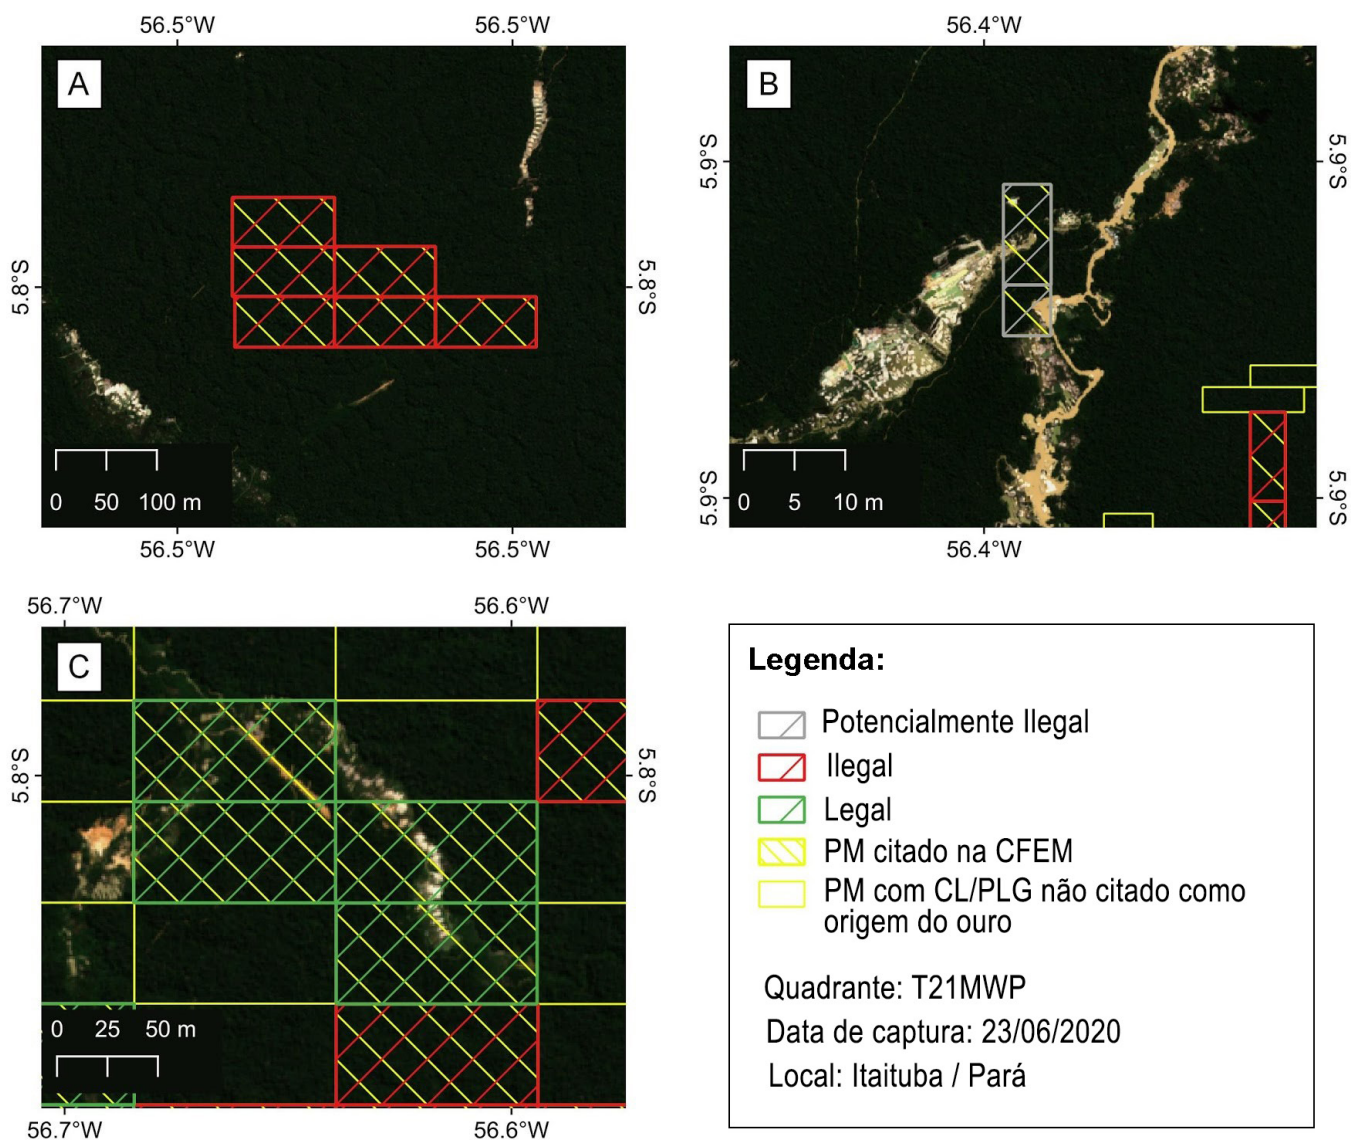 56.5°W 56.5°W
A
5.8°S 5.8°S
0 50 100 m
56.5°W 56.5°W
56.4°W
B
5.9°S 5.9°S
0 5 10 m
5.9°S 5.9°S
56.4°W
56.7°W 56.6°W
C
5.8°S 5.8°S
0 25 50 m
56.7°W 56.6°W
Legenda:
Potencialmente Ilegal
Ilegal
Legal
PM citado na CFEM
PM com CL/PLG não citado como
origem do ouro
Quadrante: T21MWP
Data de captura: 23/06/2020
Local: Itaituba / Pará